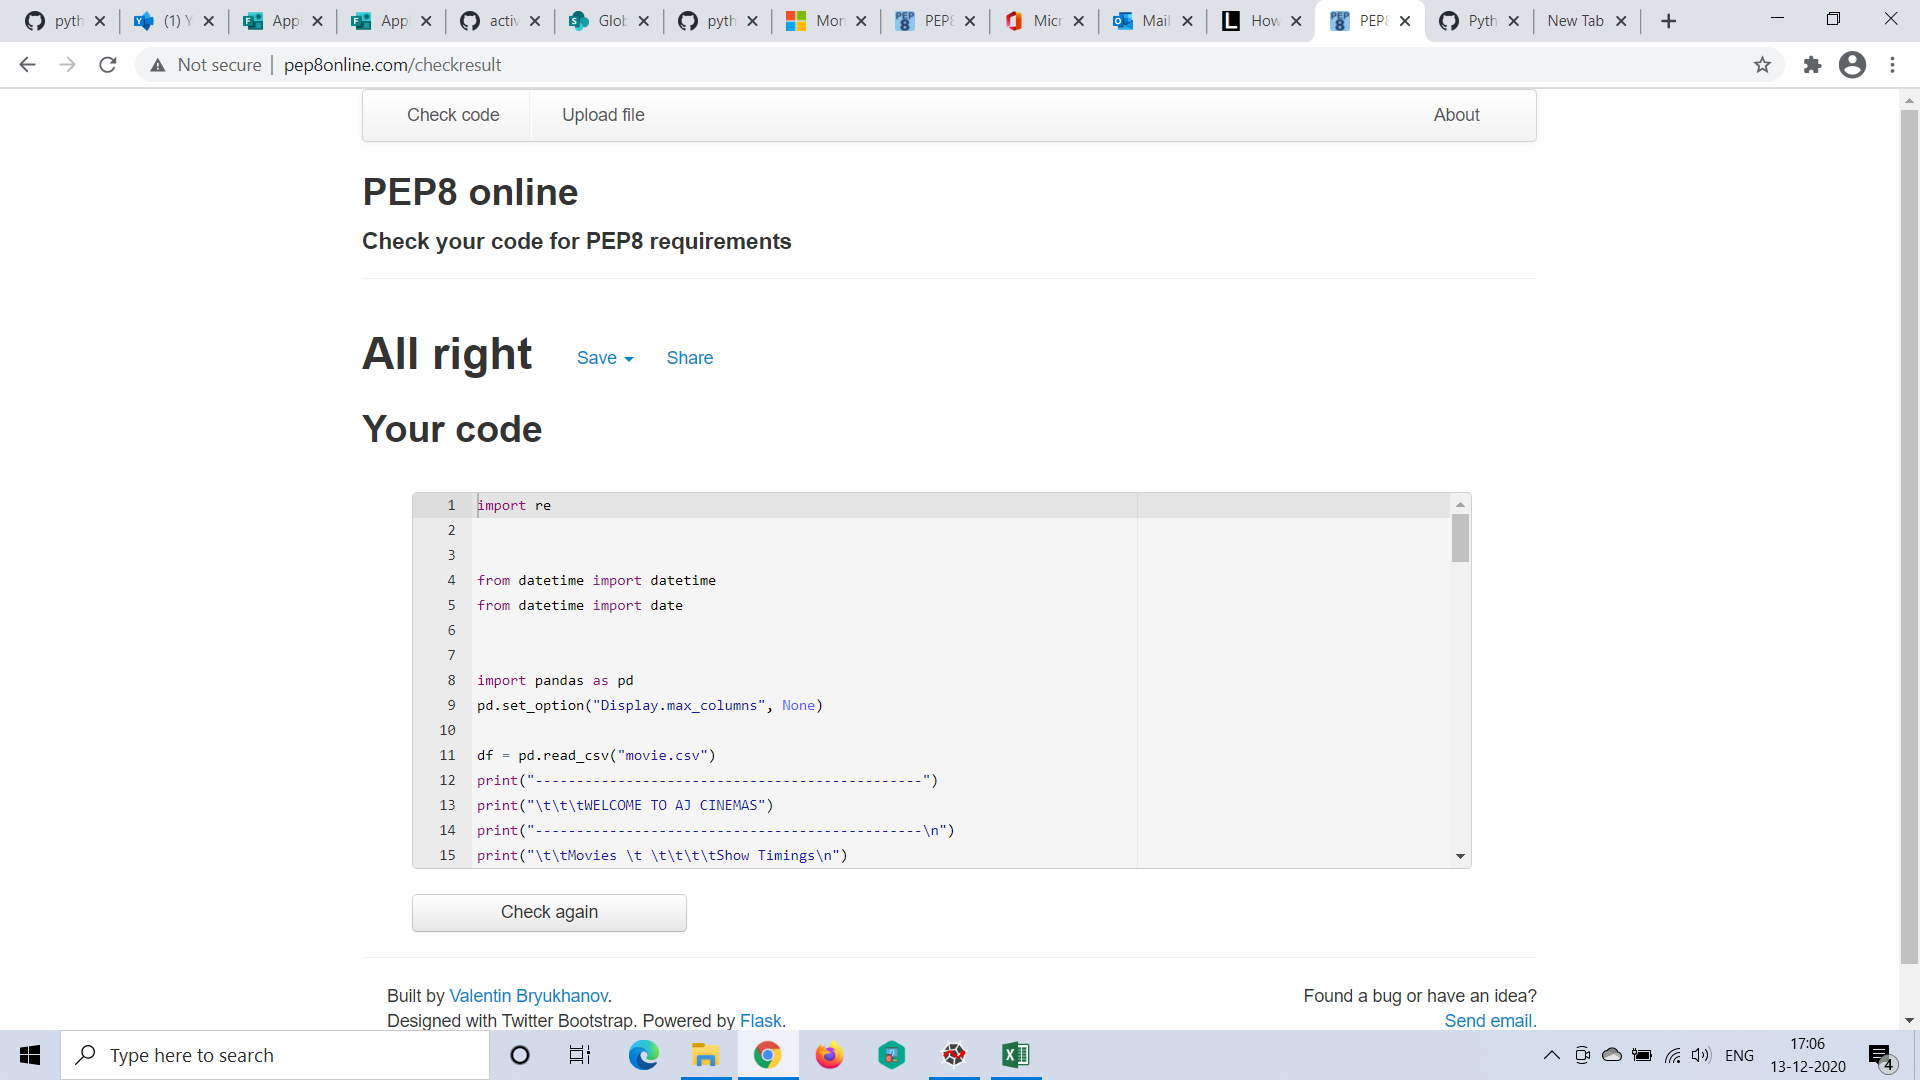 pyth
(1) Y
App
App
activ
Glob
pyth
Mon
PEP8
Micr
Mail
How
PEP8
Pyth
New Tab
Not secure
pep8online.com/checkresult
Check code
Upload file
About
PEP8 online
Check your code for PEP8 requirements
All right
Save
Share
Your code
1 import re
2
3
4 from datetime import datetime
5 from datetime import date
6
7
8 import pandas as pd
9 pd.set_option("Display.max_columns", None)
10
11 df = pd.read_csv("movie.csv")
12 print("-----------------------------------------------")
13 print("\t\t\tWELCOME TO AJ CINEMAS")
14 print("-----------------------------------------------\n")
15 print("\t\tMovies \t \t\t\t\tShow Timings\n")
Check again
Built by Valentin Bryukhanov.
Designed with Twitter Bootstrap. Powered by Flask.
Found a bug or have an idea?
Send email.
Type here to search
ENG
17:06
13-12-2020
4